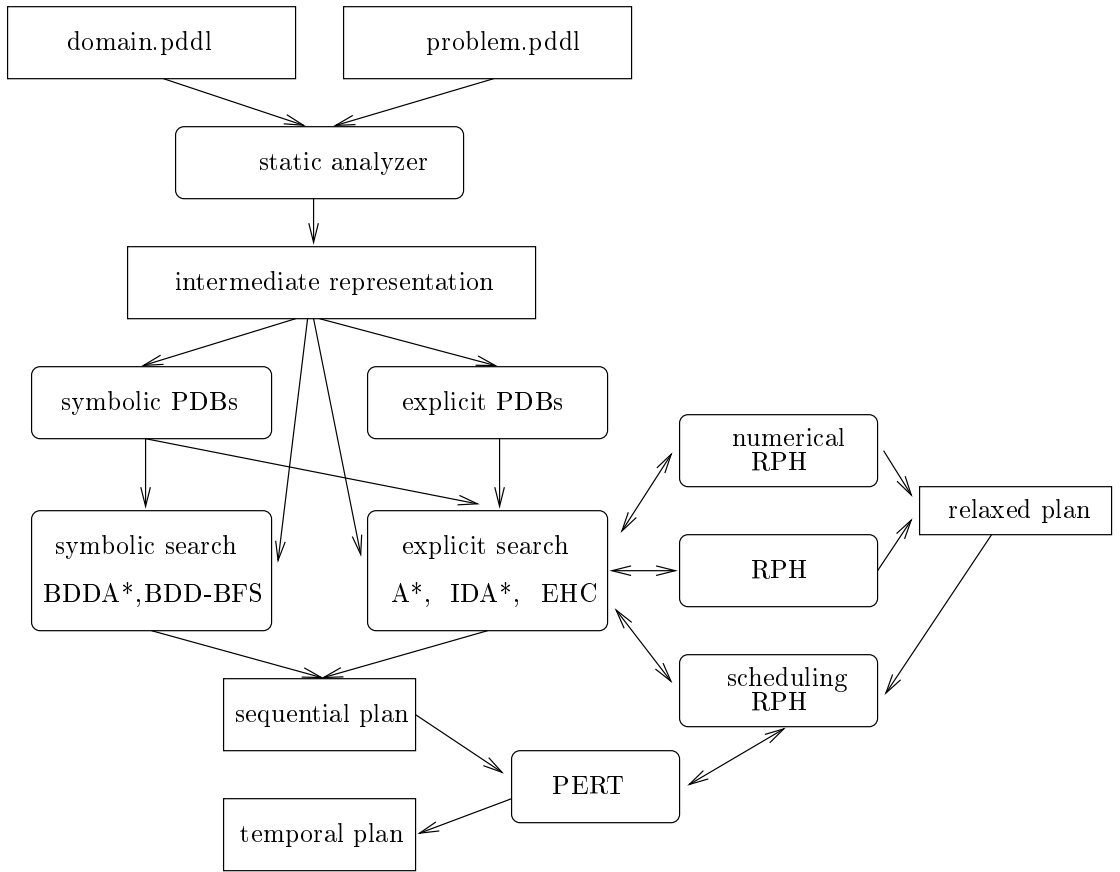 domain.pddl
problem.pddl
static analyzer
intermediate representation
symbolic PDBs
explicit PDBs
numerical
RPH
relaxed plan
symbolic search
BDDA*,BDD-BFS
explicit search
A*, IDA*, EHC
RPH
scheduling
RPH
sequential plan
PERT
temporal plan